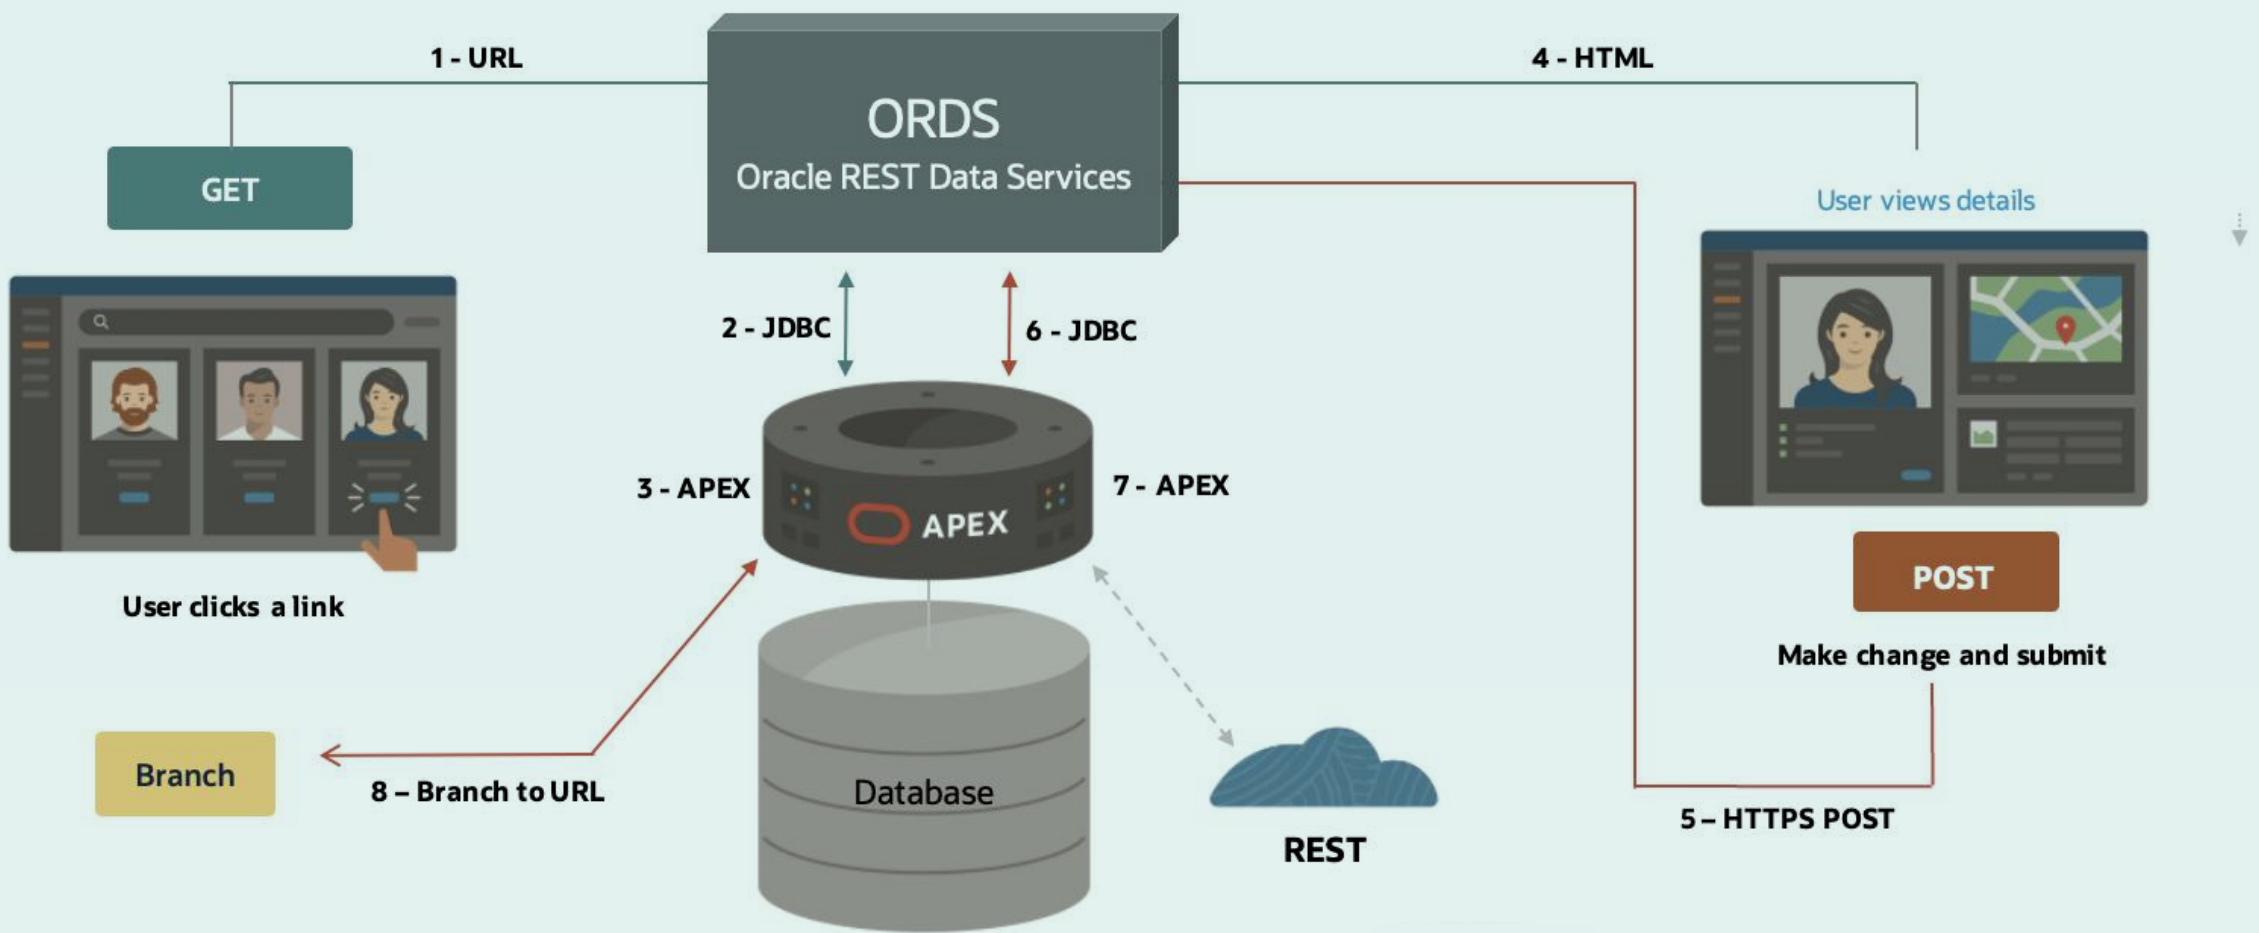 1 - URL
4 - HTML
ORDS
Oracle REST Data Services
GET
User views details
2 - JDBC
6 - JDBC
3 - APEX
7 - APEX
APEX
POST
User clicks a link
Make change and submit
Branch
8 – Branch to URL
Database
5 – HTTPS POST
REST